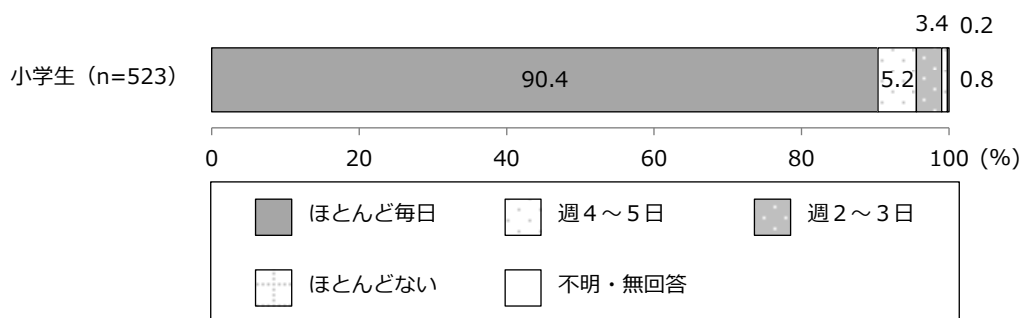 3.4 0.2
小学生（n=523） 90.4 5.2 0.8
0 20 40 60 80 100 (%)
ほとんど毎日 週４～５日 週２～３日
ほとんどない 不明・無回答